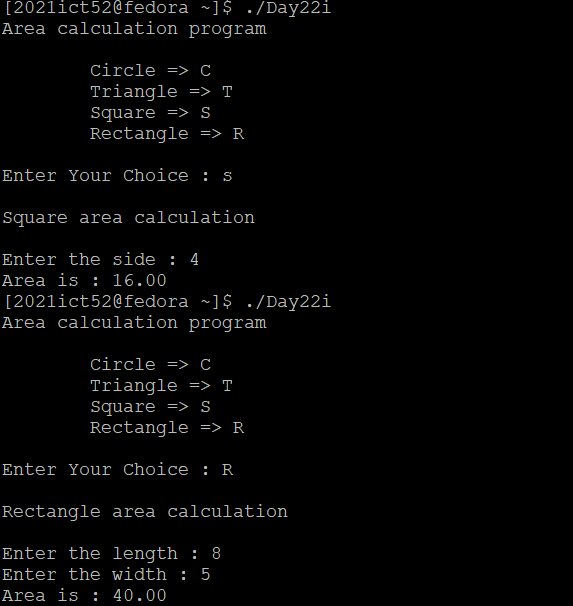 [2021ict52@fedora ~]$ ./Day22i
Area calculation program
Circle => C
Triangle => T
Square => S
Rectangle => R
Enter Your Choice : s
Square area calculation
Enter the side : 4
Area is : 16.00
[2021ict52@fedora ~]$ ./Day22i
Area calculation program
Circle => C
Triangle => T
Square => S
Rectangle => R
Enter Your Choice : R
Rectangle area calculation
Enter the length : 8
Enter the width : 5
Area is : 40.00